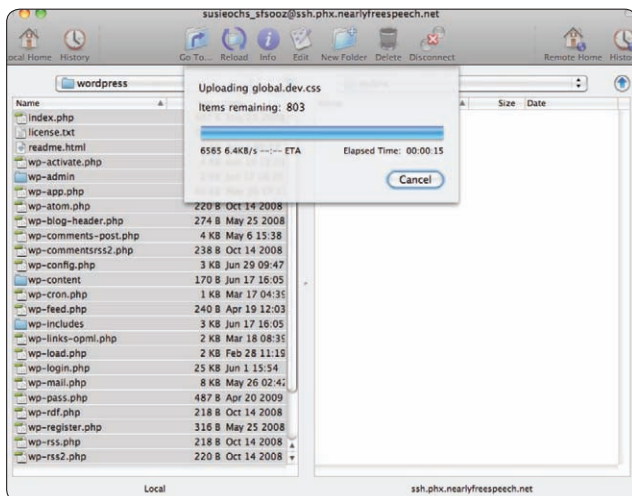 susieochs_sfsooz@ssh.phx.nearlyfreespeech.net
ocal Home History Go To... Reload Info Edit New Folder Delete Disconnect Remote Home Histo
wordpress
Uploading global.dev.css
Items remaining: 803
6565 6.4KB/s --:-- ETA Elapsed Time: 00:00:15
Cancel
Name Size Date
index.php
license.txt
readme.html
wp-activate.php
wp-admin
wp-app.php
wp-atom.php 220 B Oct 14 2008
wp-blog-header.php 274 B May 25 2008
wp-comments-post.php 4 KB May 6 15:38
wp-commentsrss2.php 238 B Oct 14 2008
wp-config.php 3 KB Jun 29 09:47
wp-content 170 B Jun 17 16:05
wp-cron.php 1 KB Mar 17 04:39
wp-feed.php 240 B Apr 19 12:03
wp-includes 3 KB Jun 17 16:05
wp-links-opml.php 2 KB Mar 18 08:39
wp-load.php 2 KB Feb 28 11:19
wp-login.php 25 KB Jun 1 15:54
wp-mail.php 8 KB May 26 02:42
wp-pass.php 487 B Apr 20 2009
wp-rdf.php 218 B Oct 14 2008
wp-register.php 316 B May 25 2008
wp-rss.php 218 B Oct 14 2008
wp-rss2.php 220 B Oct 14 2008
Local ssh.phx.nearlyfreespeech.net